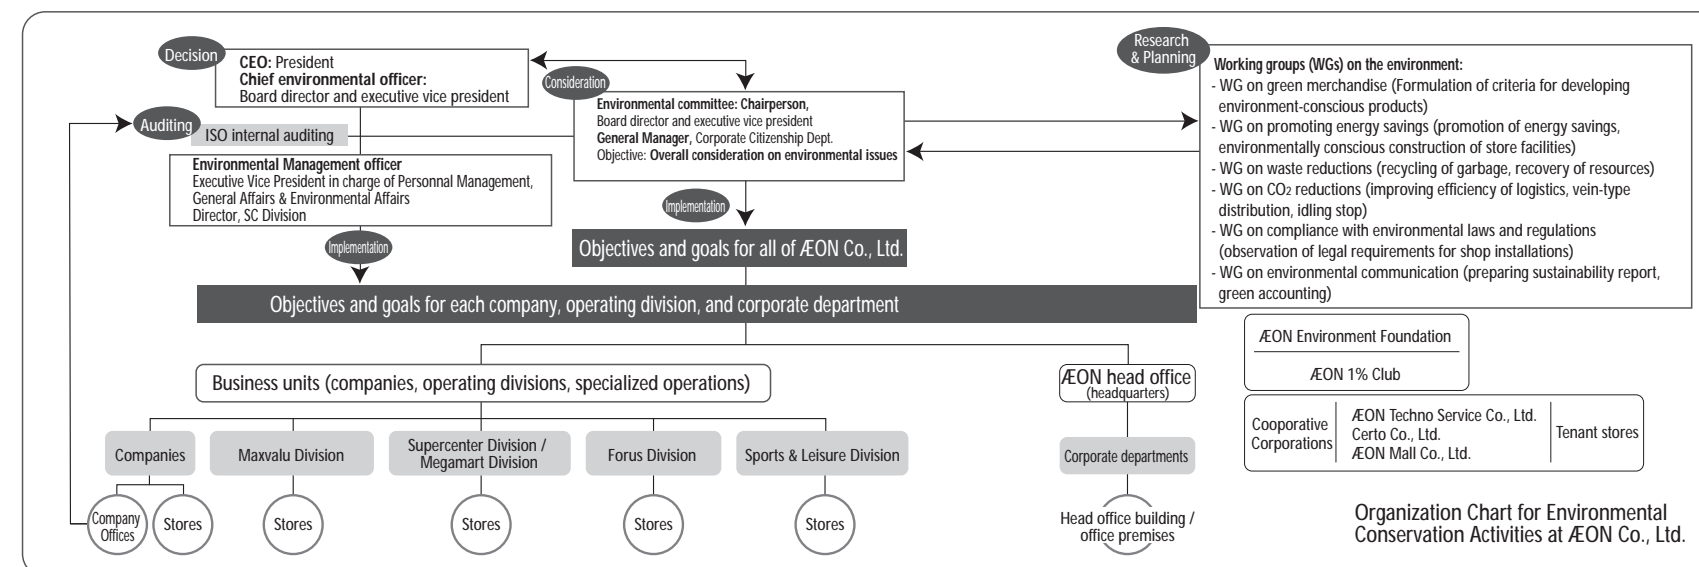 Decision
CEO: President
Chief environmental officer:
Board director and executive vice president
Consideration
Environmental committee: Chairperson,
Board director and executive vice president
General Manager, Corporate Citizenship Dept.
Objective: Overall consideration on environmental issues
Research
& Planning
Working groups (WGs) on the environment:
- WG on green merchandise (Formulation of criteria for developing
environment-conscious products)
- WG on promoting energy savings (promotion of energy savings,
environmentally conscious construction of store facilities)
- WG on waste reductions (recycling of garbage, recovery of resources)
- WG on CO2 reductions (improving efficiency of logistics, vein-type
distribution, idling stop)
- WG on compliance with environmental laws and regulations
(observation of legal requirements for shop installations)
- WG on environmental communication (preparing sustainability report,
green accounting)
Auditing
ISO internal auditing
Environmental Management officer
Executive Vice President in charge of Personnal Management,
General Affairs & Environmental Affairs
Director, SC Division
Implementation
Implementation
Objectives and goals for all of ÆON Co., Ltd.
Objectives and goals for each company, operating division, and corporate department
Business units (companies, operating divisions, specialized operations)
ÆON head office
(headquarters)
Companies
Maxvalu Division
Supercenter Division /
Megamart Division
Forus Division
Sports & Leisure Division
Corporate departments
Company
Offices
Stores
Stores
Stores
Stores
Stores
Head office building /
office premises
ÆON Environment Foundation
ÆON 1% Club
Cooporative
Corporations
ÆON Techno Service Co., Ltd.
Certo Co., Ltd.
ÆON Mall Co., Ltd.
Tenant stores
Organization Chart for Environmental
Conservation Activities at ÆON Co., Ltd.